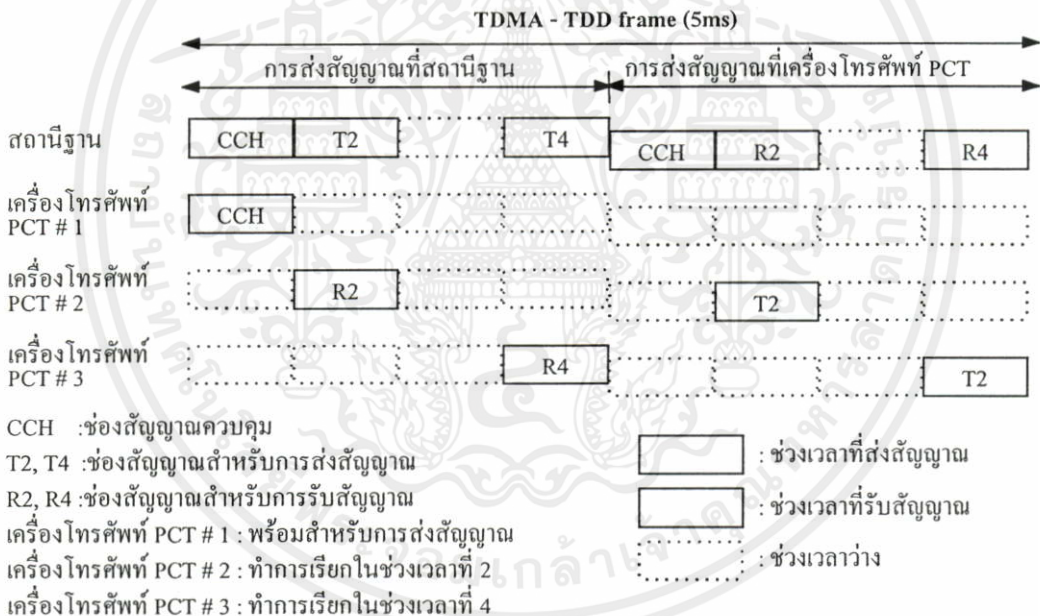 TDMA - TDD frame (5ms)
การส่งสัญญาณที่สถานีฐาน การส่งสัญญาณที่เครื่องโทรศัพท์ PCT
สถานีฐาน CCH T2 T4 CCH R2 R4
เครื่องโทรศัพท์
PCT # 1 CCH
เครื่องโทรศัพท์
PCT # 2 R2 T2
เครื่องโทรศัพท์
PCT # 3 R4 T2
CCH :ช่องสัญญาณควบคุม
T2, T4 :ช่องสัญญาณสำหรับการส่งสัญญาณ
R2, R4 :ช่องสัญญาณสำหรับการรับสัญญาณ
เครื่องโทรศัพท์ PCT # 1 : พร้อมสำหรับการส่งสัญญาณ
เครื่องโทรศัพท์ PCT # 2 : ทำการเรียกในช่วงเวลาที่ 2
เครื่องโทรศัพท์ PCT # 3 : ทำการเรียกในช่วงเวลาที่ 4
: ช่วงเวลาที่ส่งสัญญาณ
: ช่วงเวลาที่รับสัญญาณ
: ช่วงเวลาว่าง